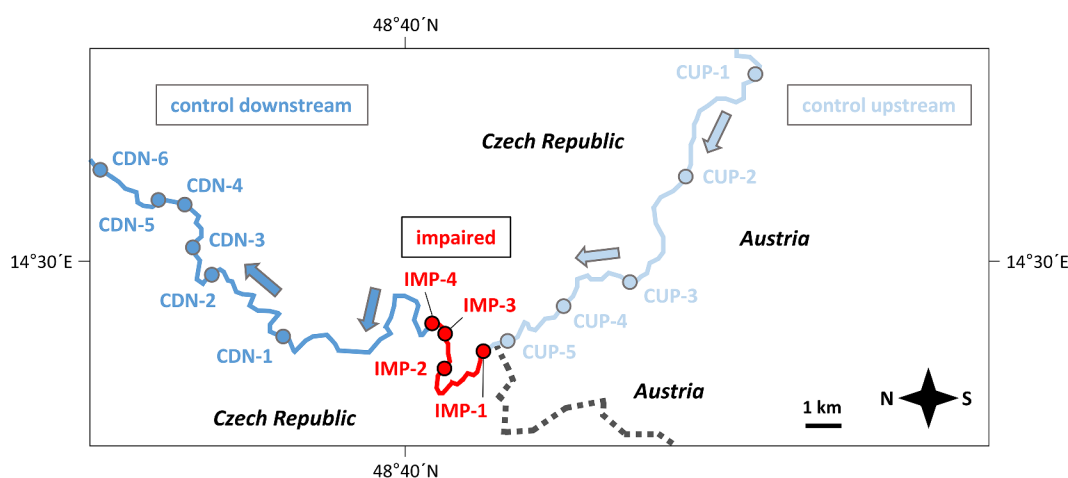 48°40´N
CUP-1
control downstream
control upstream
Czech Republic
CDN-6
CUP-2
CDN-4
CDN-5
CDN-3
impaired
Austria
14°30´E
14°30´E
IMP-4
CDN-2
IMP-3
CUP-3
CUP-4
CDN-1
CUP-5
IMP-2
Austria
IMP-1
N
S
1 km
Czech Republic
48°40´N